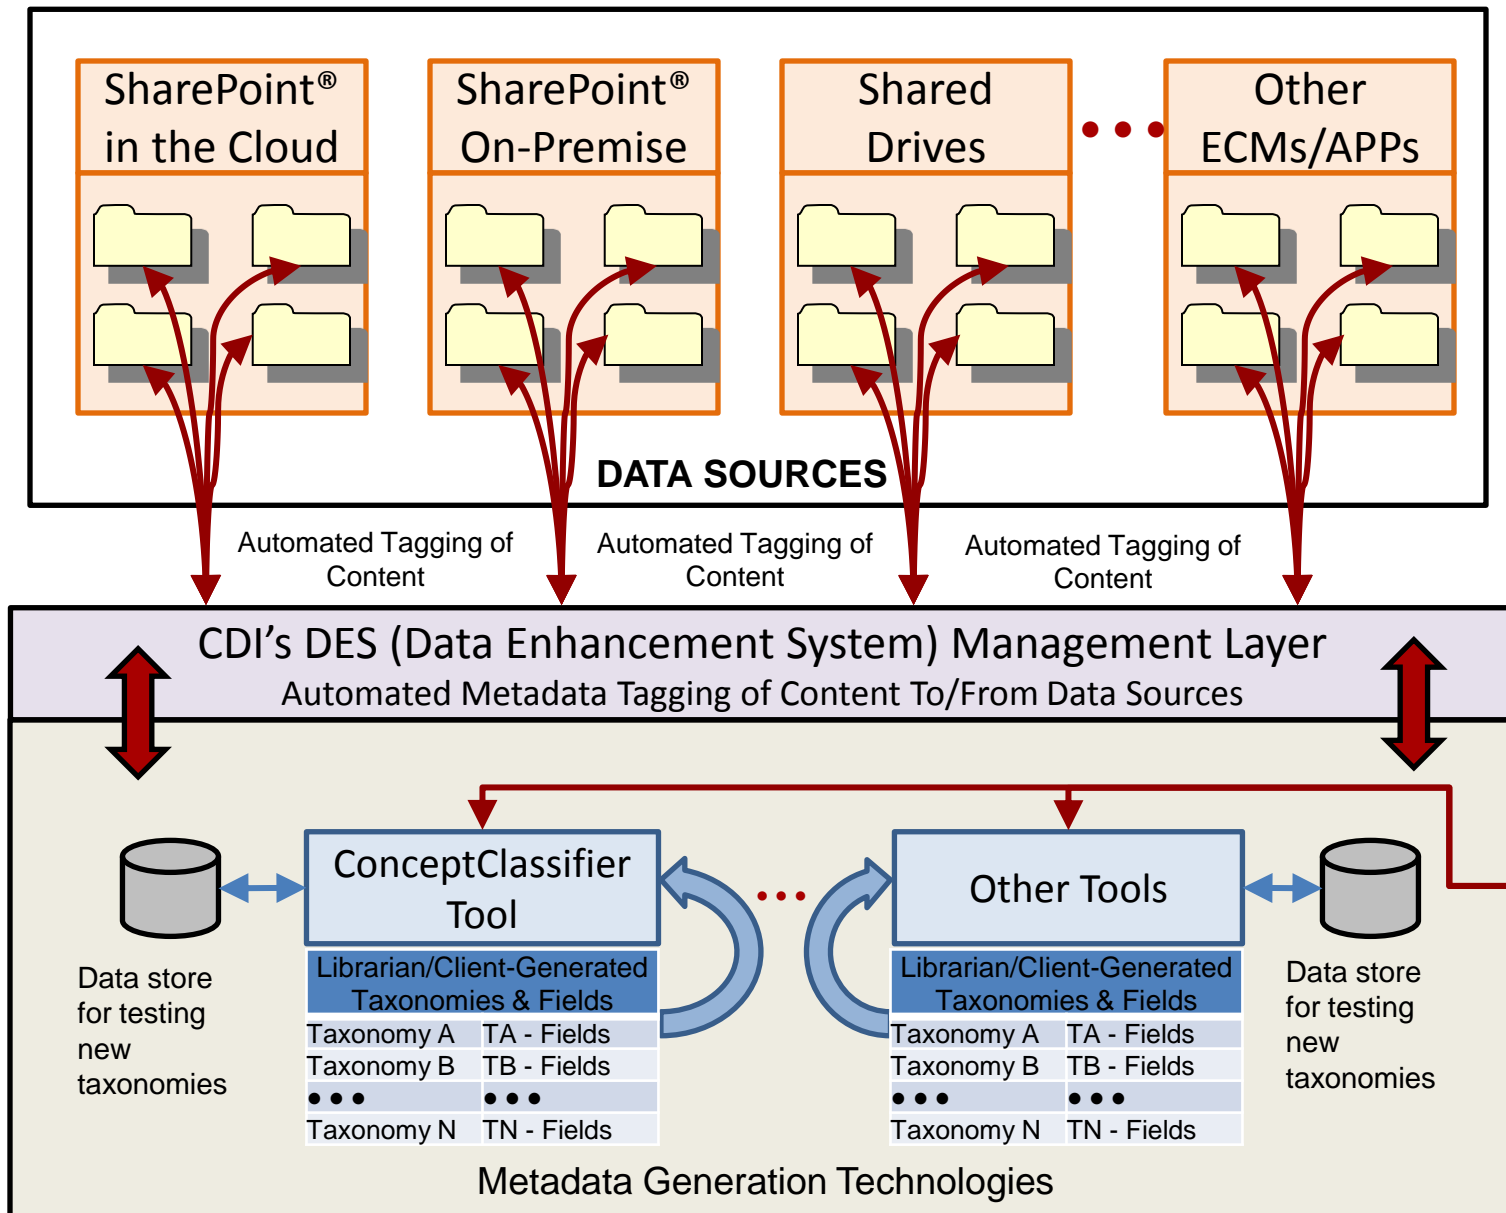 SharePoint®
in the Cloud
SharePoint®
On-Premise
Shared
Drives
• • •
Other
ECMs/APPs
DATA SOURCES
Automated Tagging of
Content
Automated Tagging of
Content
Automated Tagging of
Content
CDI’s DES (Data Enhancement System) Management Layer
Automated Metadata Tagging of Content To/From Data Sources
ConceptClassifier
Tool
• • •
Other Tools
Data store
for testing
new
taxonomies
Librarian/Client-Generated
Taxonomies & Fields
Taxonomy A TA - Fields
Taxonomy B TB - Fields
• • • • • •
Taxonomy N TN - Fields
Librarian/Client-Generated
Taxonomies & Fields
Taxonomy A TA - Fields
Taxonomy B TB - Fields
• • • • • •
Taxonomy N TN - Fields
Data store
for testing
new
taxonomies
Metadata Generation Technologies